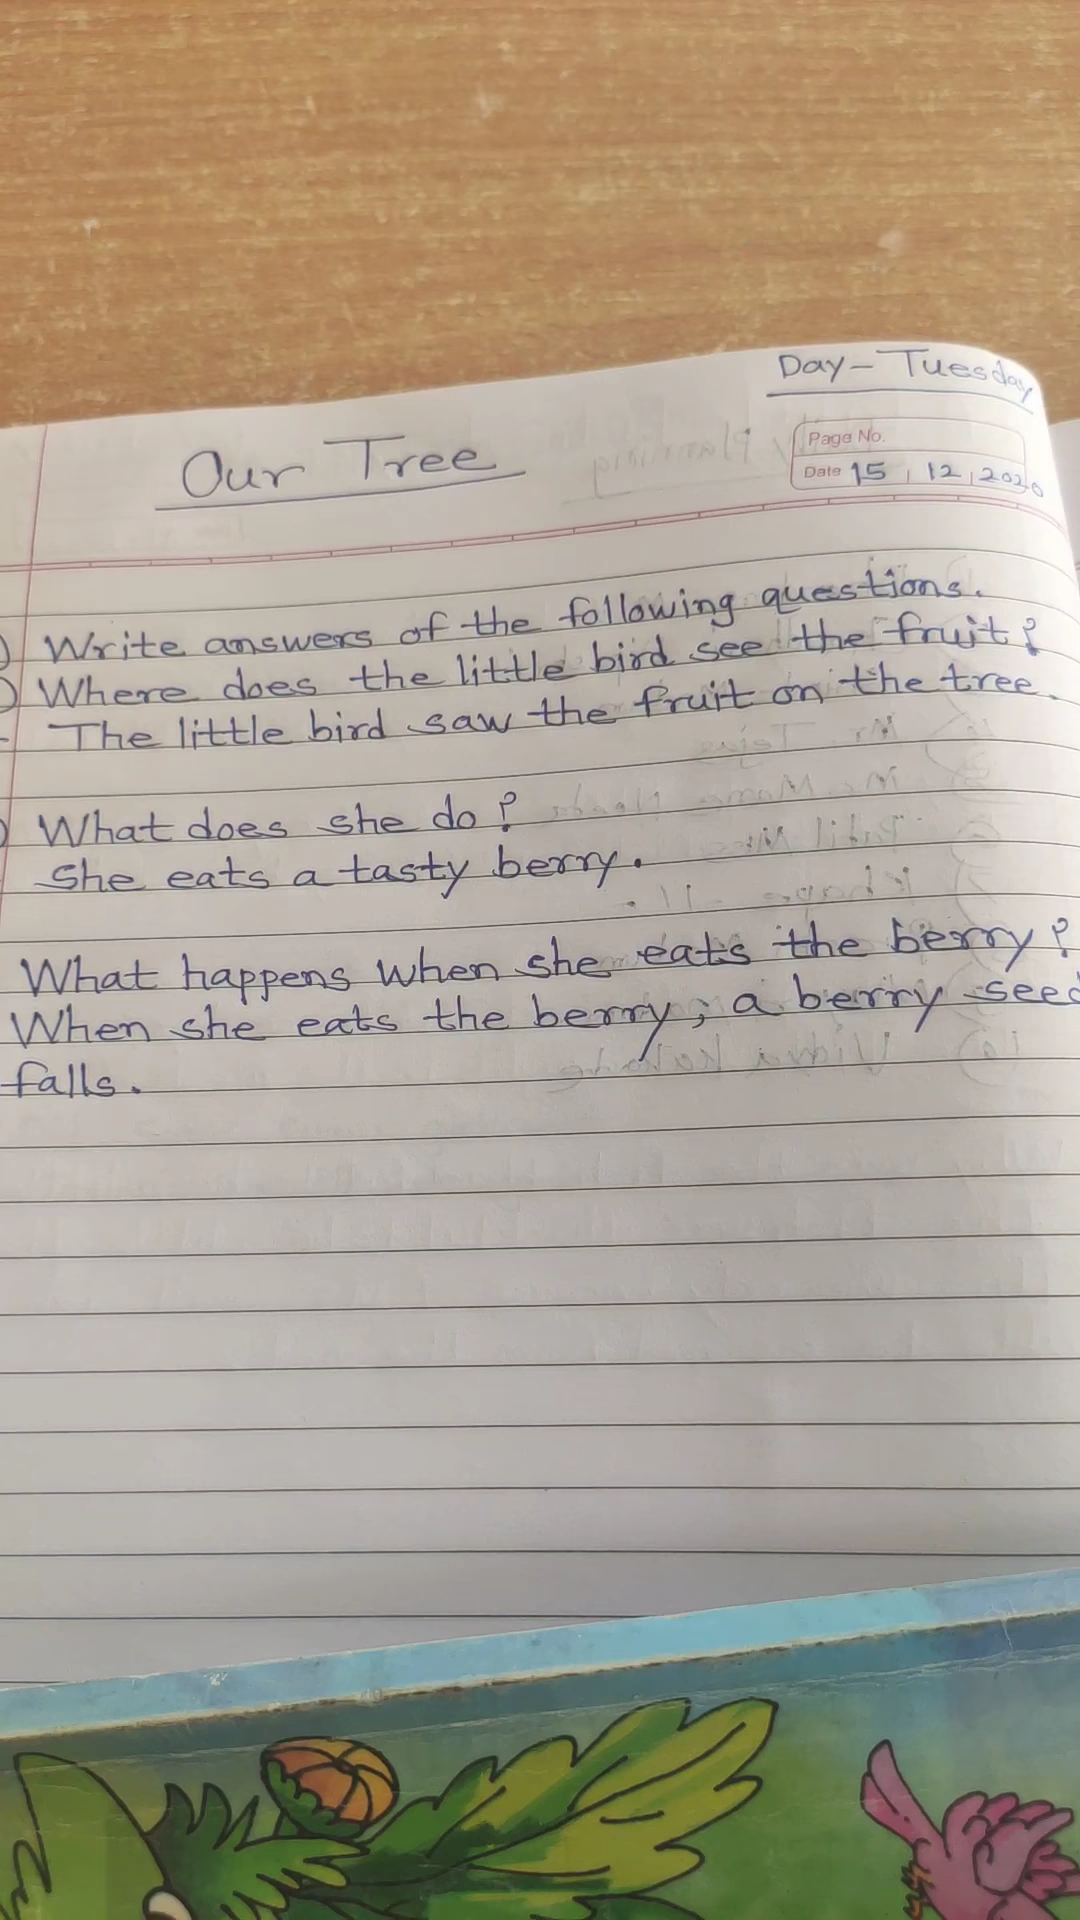 Day - Tuesday
Our Tree
Page No.
Date 15 12 2020
Write answers of the following questions.
Where does the little bird see the fruit?
The little bird saw the fruit on the tree.
What does she do?
She eats a tasty berry.
What happens when she eats the berry?
When she eats the berry, a berry seed
falls.